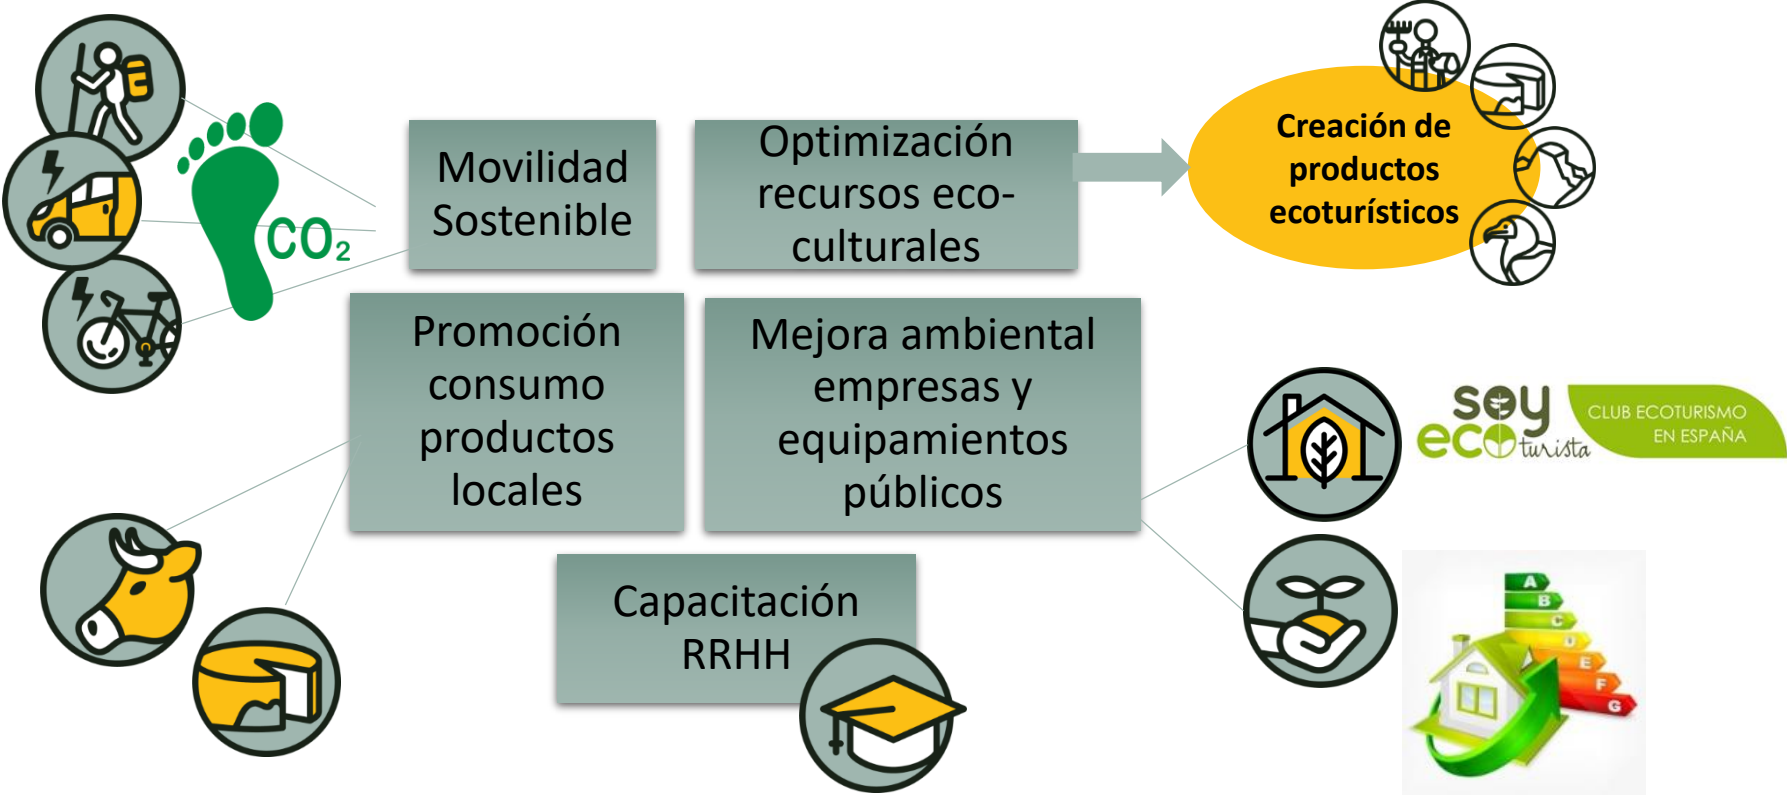 CO₂
Movilidad
Sostenible
Optimización
recursos eco-
culturales
Creación de
productos
ecoturísticos
Promoción
consumo
productos
locales
Mejora ambiental
empresas y
equipamientos
públicos
soy
eco
turista
CLUB ECOTURISMO
EN ESPAÑA
Capacitación
RRHH
A
B
C
D
E
F
G